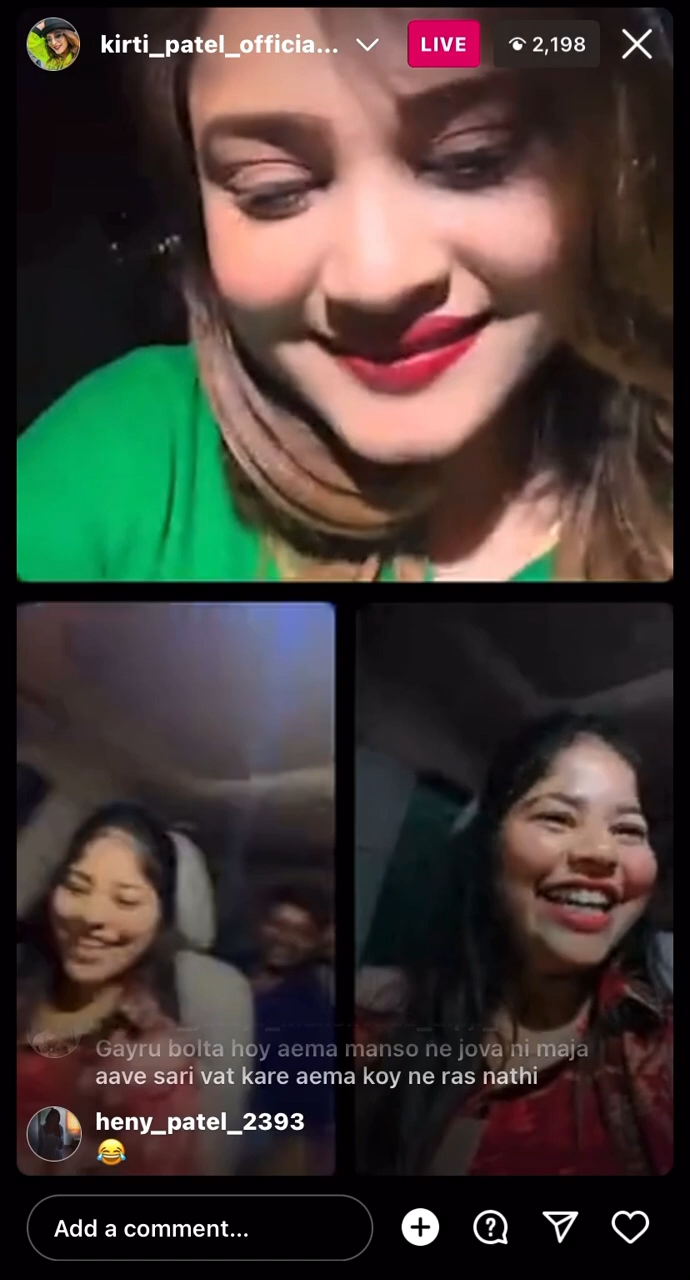 kirti_patel_officia...
LIVE
2,198
Gayru bolta hoy aema manso ne jova ni maja
aave sari vat kare aema koy ne ras nathi
heny_patel_2393
😂
Add a comment...